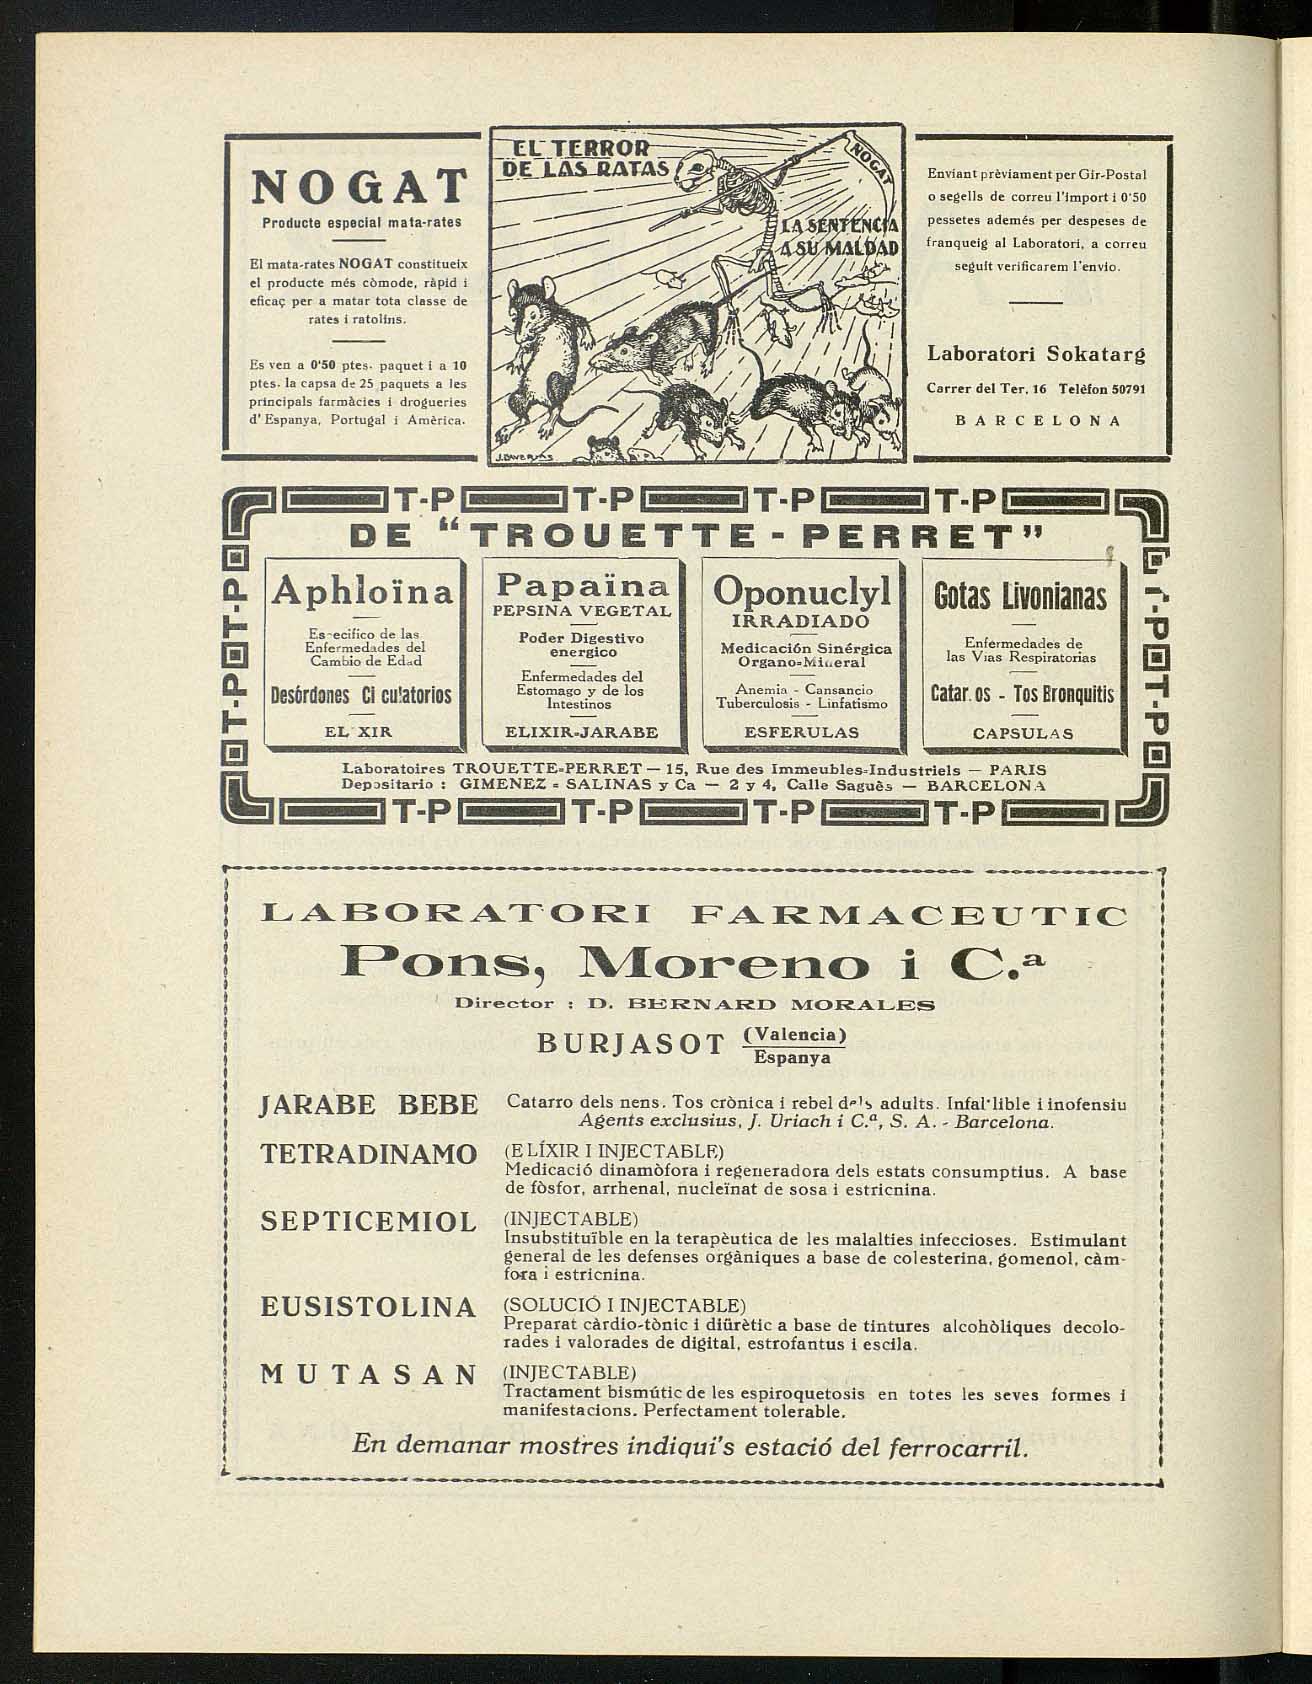 NOGAT
Producte especial mata-rates
El mata-rates NOGAT constitueix
el producte més còmode, ràpid i
eficaç per a matar tota classe de
rates i ratolins.
Es ven a 0'50 ptes. paquet i a 10
ptes. la capsa de 25 paquets a les
principals farmàcies i drogueries
d'Espanya, Portugal i Amèrica.
EL TERROR
DE LAS RATAS
NOGAT
LA SENTENCIA
A SU MALDAD
Enviant prèviament per Gir-Postal
o segells de correu l'import i 0'50
pessetes ademés per despeses de
franqueig al Laboratori, a correu
seguit verificarem l'envio.
Laboratori Sokatarg
Carrer del Ter, 16 Telèfon 50791
BARCELONA
T-P T-P T-P T-P
DE "TROUETTE-PERRET"
Aphloïna
Es ecifico de las
Enfermedades del
Cambio de Edad
Desórdones Ci culatorios
EL XIR
Papaïna
PEPSINA VEGETAL
Poder Digestivo
energico
Enfermedades del
Estomago y de los
Intestinos
ELIXIR-JARABE
Oponuclyl
IRRADIADO
Medicación Sinérgica
Organo-Mineral
Anemia - Cansancio
Tuberculosis - Linfatismo
ESFERULAS
Gotas Livonianas
Enfermedades de
las Vias Respiratorias
Catar os - Tos Bronquitis
CAPSULAS
Laboratoires TROUETTE-PERRET — 15, Rue des Immeubles-Industriels — PARIS
Depositario : GIMENEZ - SALINAS y Ca — 2 y 4, Calle Saguès — BARCELONA
T-P T-P T-P T-P
LABORATORI FARMACEUTIC
Pons, Moreno i C.ª
Director : D. BERNARD MORALES
BURJASOT (Valencia)
Espanya
JARABE BEBE Catarro dels nens. Tos crònica i rebel dels adults. Infal·lible i inofensiu
Agents exclusius, J. Uriach i C.ª, S. A. - Barcelona.
TETRADINAMO (ELÍXIR I INJECTABLE)
Medicació dinamòfora i regeneradora dels estats consumptius. A base
de fòsfor, arrhenal, nucleïnat de sosa i estricnina.
SEPTICEMIOL (INJECTABLE)
Insubstituïble en la terapèutica de les malalties infeccioses. Estimulant
general de les defenses orgàniques a base de colesterina, gomenol, càm-
fora i estricnina.
EUSISTOLINA (SOLUCIÓ I INJECTABLE)
Preparat càrdio-tònic i diürètic a base de tintures alcohòliques decolo-
rades i valorades de digital, estrofantus i escila.
MUTASAN (INJECTABLE)
Tractament bismútic de les espiroquetosis en totes les seves formes i
manifestacions. Perfectament tolerable.
En demanar mostres indiqui's estació del ferrocarril.